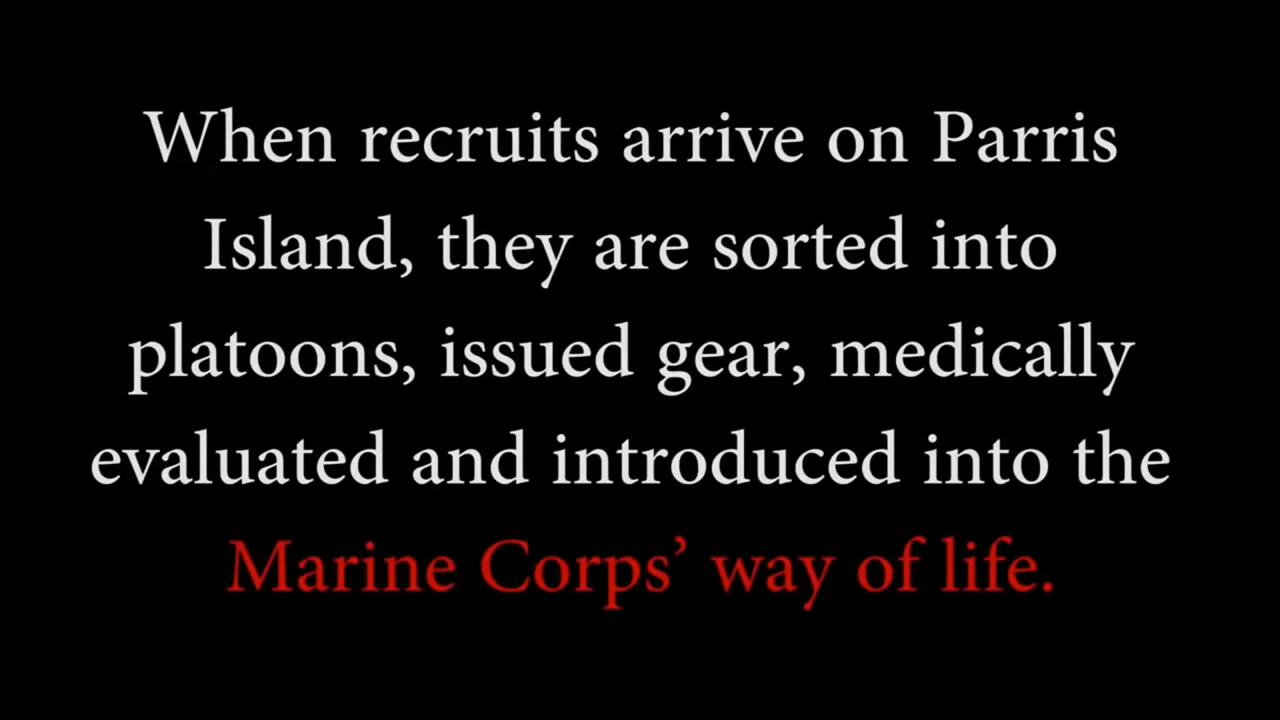 When recruits arrive on Parris
Island, they are sorted into
platoons, issued gear, medically
evaluated and introduced into the
Marine Corps’ way of life.